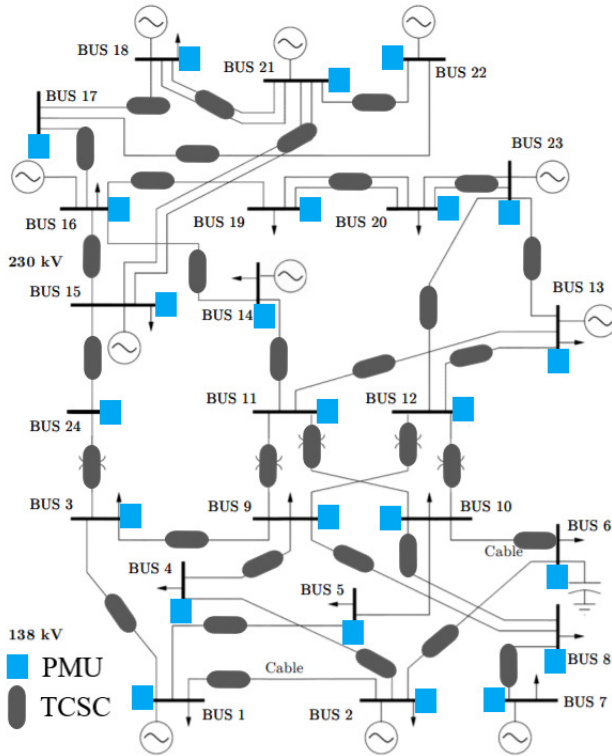 BUS 18
BUS 21
BUS 22
BUS 17
BUS 23
BUS 16
BUS 19
BUS 20
230 kV
BUS 15
BUS 14
BUS 13
BUS 11
BUS 12
BUS 24
BUS 3
BUS 9
BUS 10
BUS 6
Cable
BUS 4
BUS 5
138 kV
BUS 8
PMU
Cable
TCSC
BUS 1
BUS 2
BUS 7